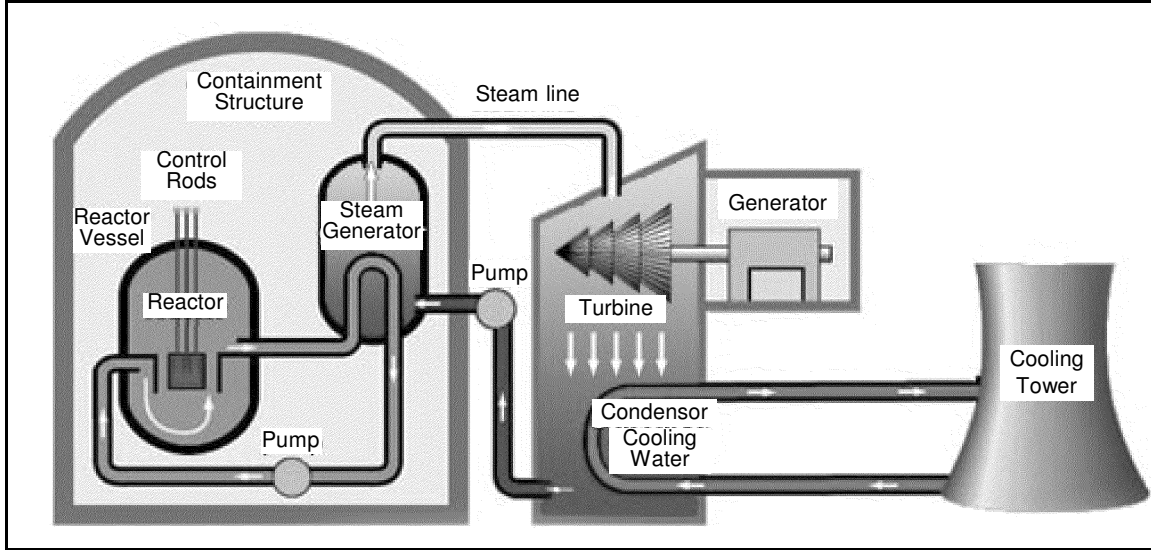 Containment
Structure
Steam line
Control
Rods
Reactor
Vessel
Steam
Generator
Generator
Pump
Reactor
Turbine
Cooling
Tower
Condensor
Cooling
Water
Pump